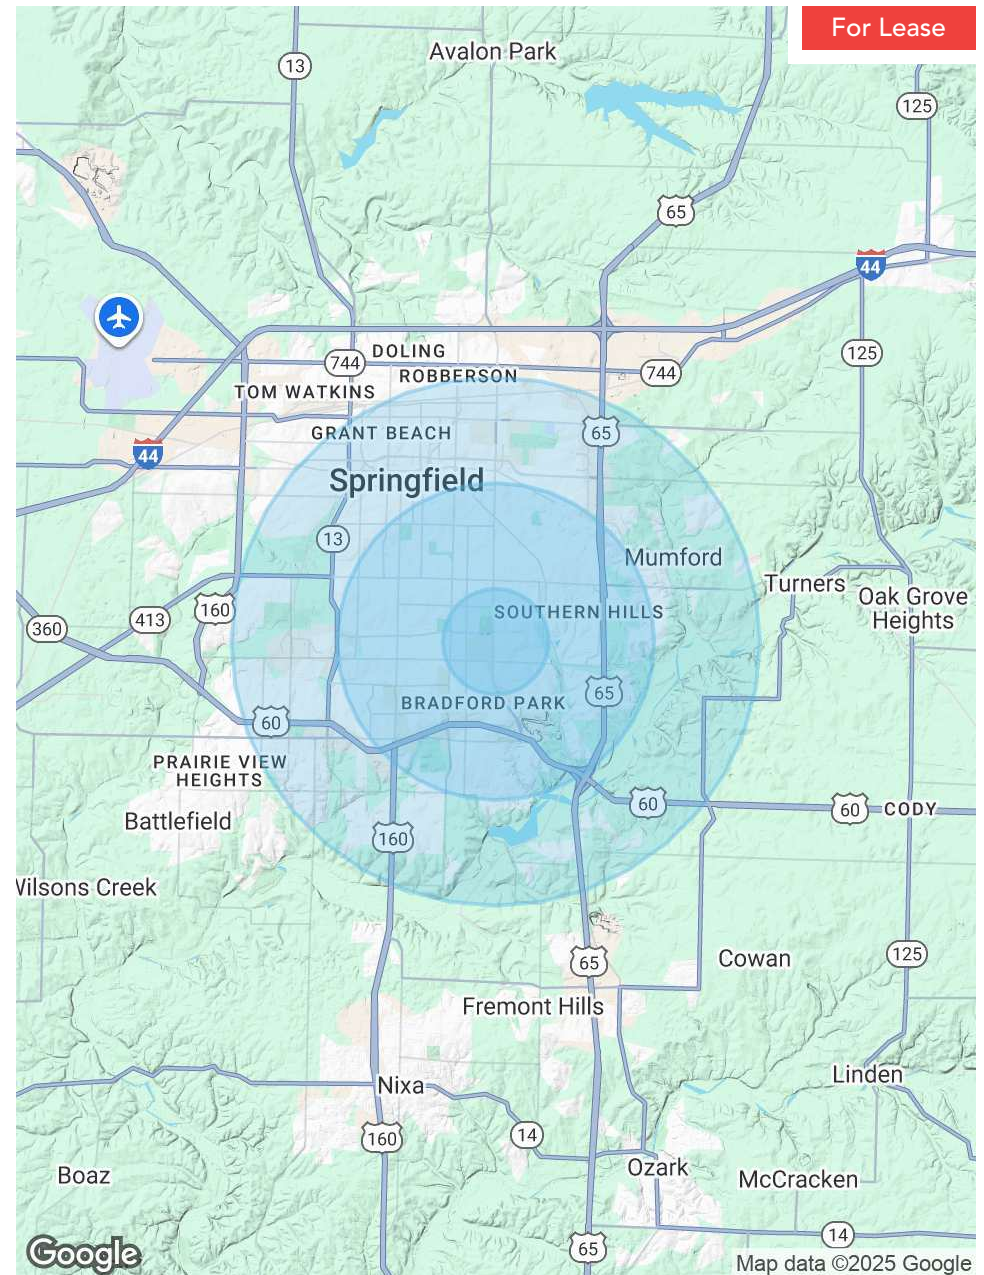 For Lease
Avalon Park
13
125
65
44
744
DOLING
ROBBERSON
744
125
TOM WATKINS
GRANT BEACH
65
44
Springfield
13
Mumford
Turners
Oak Grove
Heights
160
413
360
SOUTHERN HILLS
65
BRADFORD PARK
60
PRAIRIE VIEW
HEIGHTS
60
60
CODY
Battlefield
160
Wilsons Creek
65
Cowan
125
Fremont Hills
Nixa
Linden
160
14
Boaz
Ozark
McCracken
14
65
Google
Map data ©2025 Google